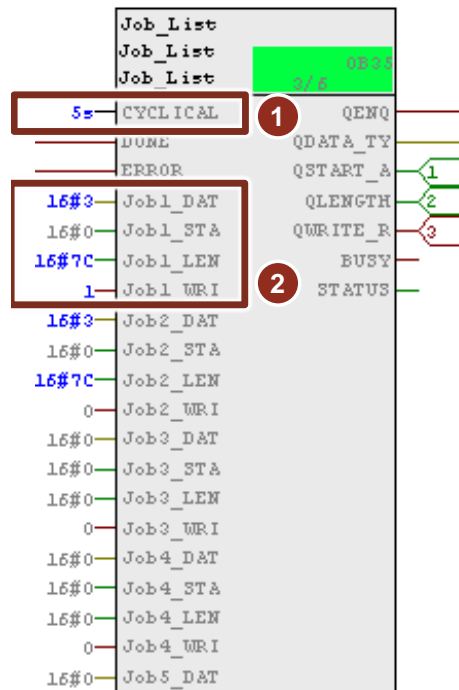 Job_List
Job_List
Job_List
OB35
3/6
5s CYCLICAL 1 QENQ
DONE QDATA_TY
ERROR QSTART_A 1
16#3 Job1_DAT QLENGTH 2
16#0 Job1_STA QWRITE_R 3
16#7C Job1_LEN BUSY
1 Job1_WRI 2 STATUS
16#3 Job2_DAT
16#0 Job2_STA
16#7C Job2_LEN
0 Job2_WRI
16#0 Job3_DAT
16#0 Job3_STA
16#0 Job3_LEN
0 Job3_WRI
16#0 Job4_DAT
16#0 Job4_STA
16#0 Job4_LEN
0 Job4_WRI
16#0 Job5_DAT